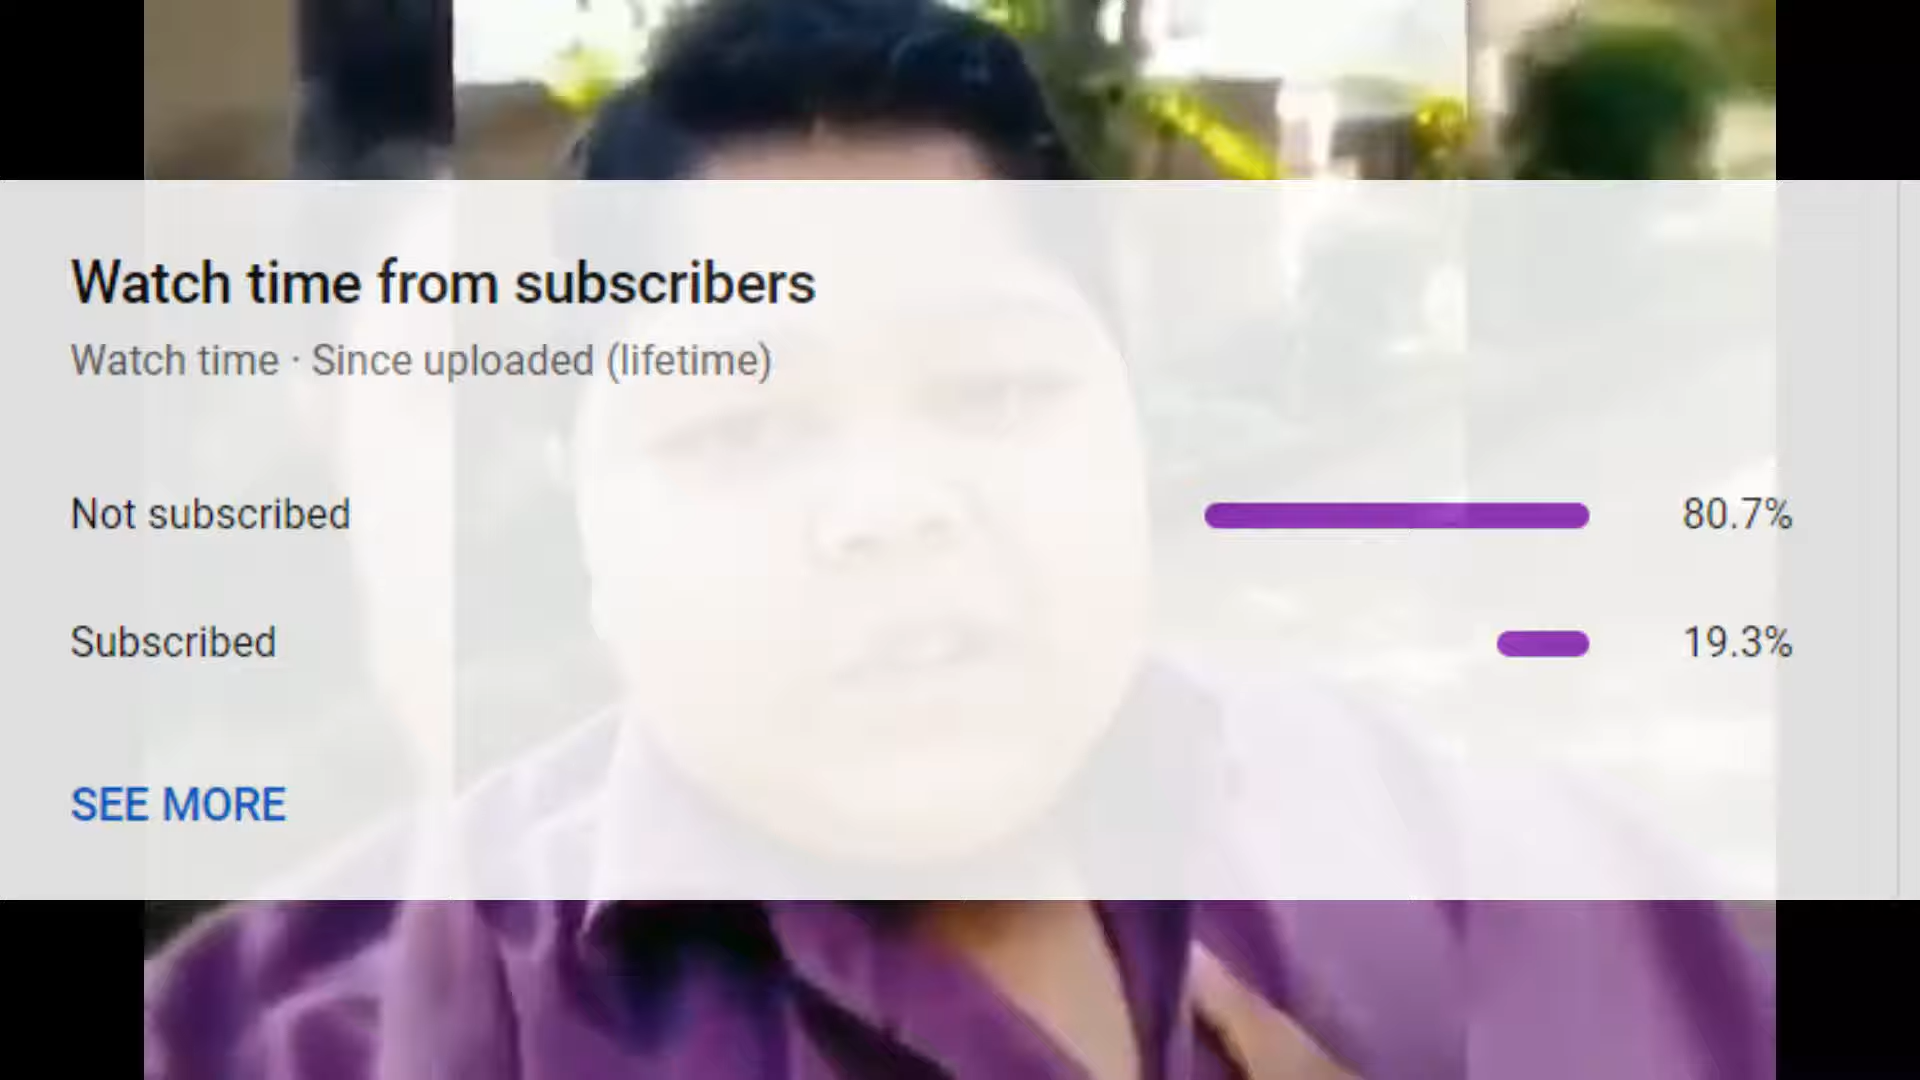 Watch time from subscribers
Watch time · Since uploaded (lifetime)
Not subscribed 80.7%
Subscribed 19.3%
SEE MORE